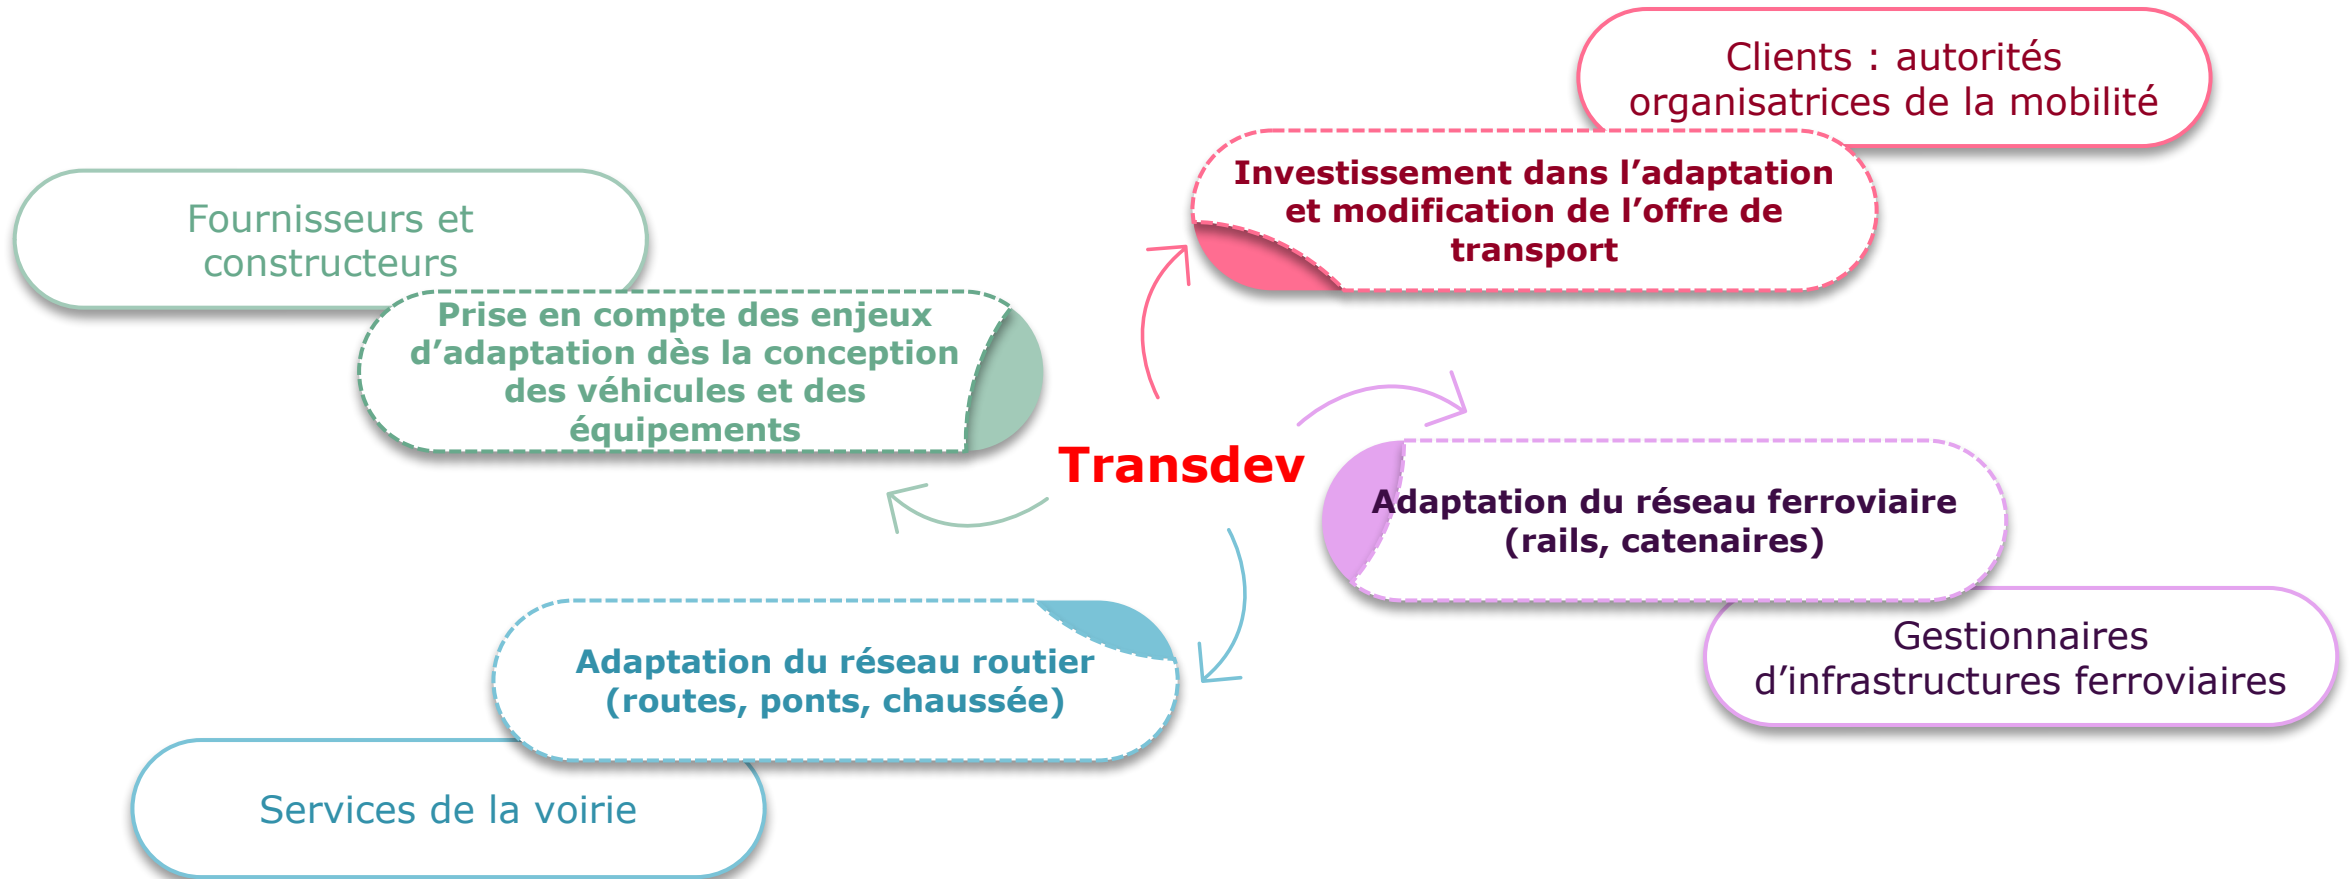 Clients : autorités
organisatrices de la mobilité
Investissement dans l’adaptation
et modification de l’offre de
transport
Fournisseurs et
constructeurs
Prise en compte des enjeux
d’adaptation dès la conception
des véhicules et des
équipements
Transdev
Adaptation du réseau ferroviaire
(rails, catenaires)
Gestionnaires
d’infrastructures ferroviaires
Adaptation du réseau routier
(routes, ponts, chaussée)
Services de la voirie